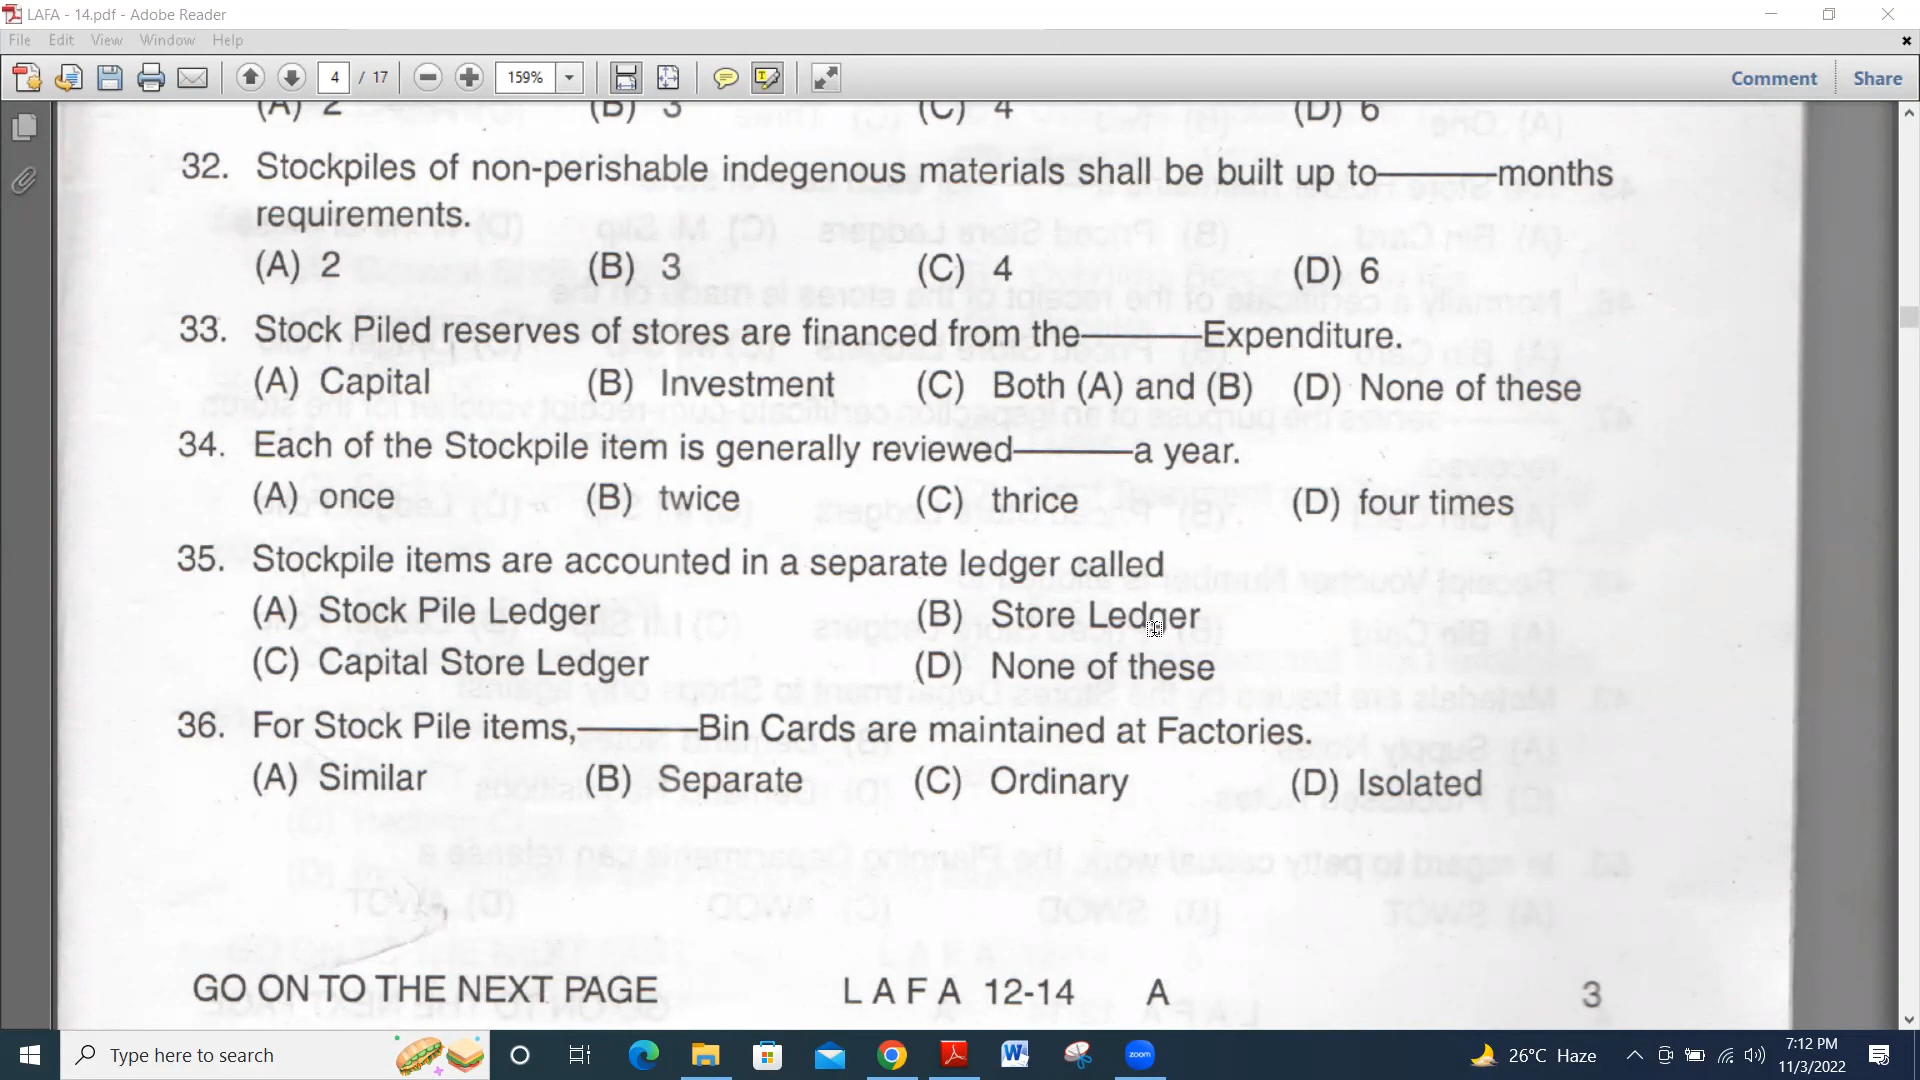 LAFA - 14.pdf - Adobe Reader
File Edit View Window Help
4 / 17 159% Comment Share
(A) 2 (B) 3 (C) 4 (D) 6
32. Stockpiles of non-perishable indegenous materials shall be built up to————months
requirements.
(A) 2 (B) 3 (C) 4 (D) 6
33. Stock Piled reserves of stores are financed from the————Expenditure.
(A) Capital (B) Investment (C) Both (A) and (B) (D) None of these
34. Each of the Stockpile item is generally reviewed————a year.
(A) once (B) twice (C) thrice (D) four times
35. Stockpile items are accounted in a separate ledger called
(A) Stock Pile Ledger (B) Store Ledger
(C) Capital Store Ledger (D) None of these
36. For Stock Pile items,————Bin Cards are maintained at Factories.
(A) Similar (B) Separate (C) Ordinary (D) Isolated
GO ON TO THE NEXT PAGE L A F A 12-14 A 3
Type here to search zoom 26°C Haze 7:12 PM
11/3/2022